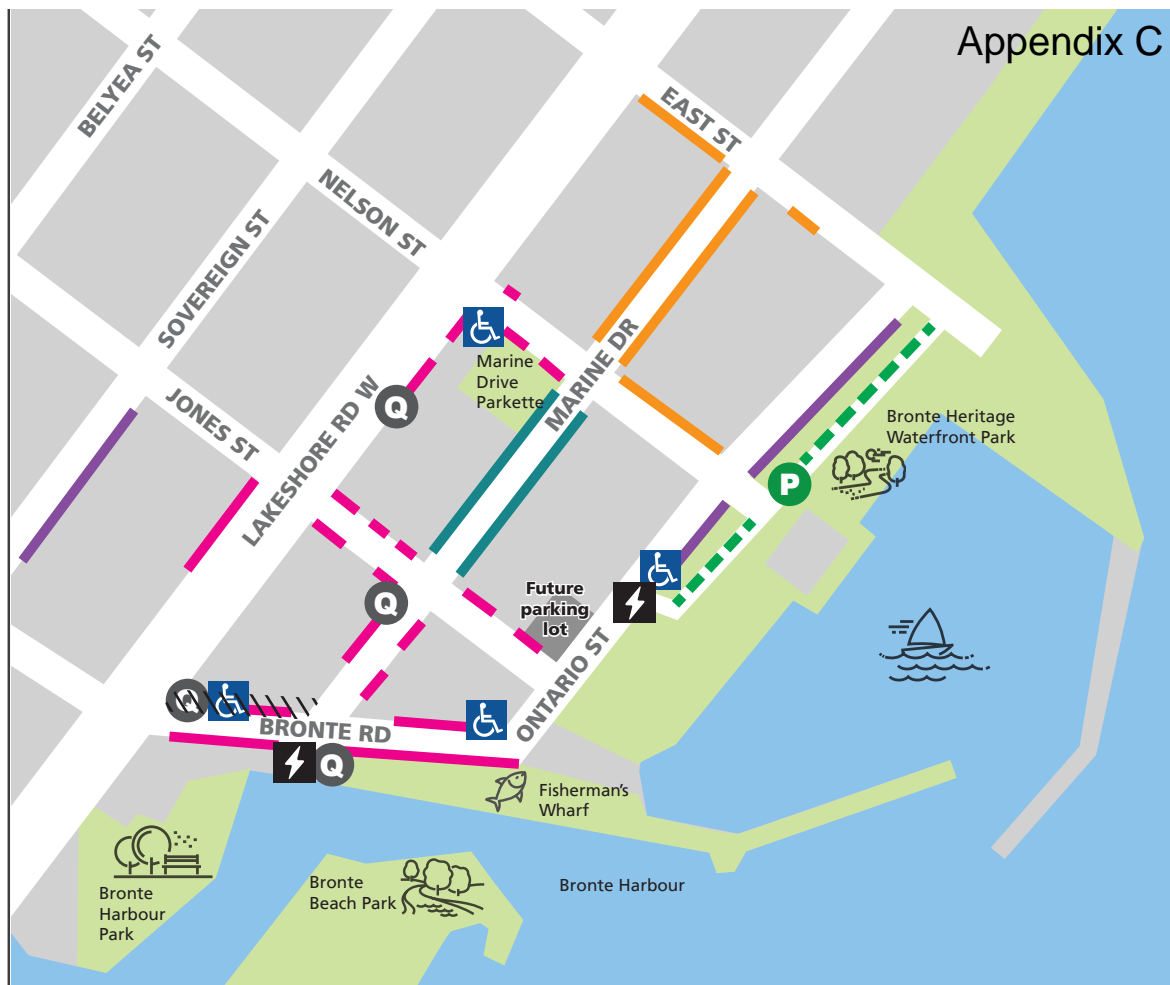 Appendix C
BELYEA ST
EAST ST
NELSON ST
SOVEREIGN ST
Marine
Drive
Parkette
MARINE DR
LAKESHORE RD W
Q
JONES ST
Bronte Heritage
Waterfront Park
P
Future
parking
lot
Q
ONTARIO ST
Q
BRONTE RD
Q
Fisherman's
Wharf
Bronte
Harbour
Park
Bronte
Beach Park
Bronte Harbour